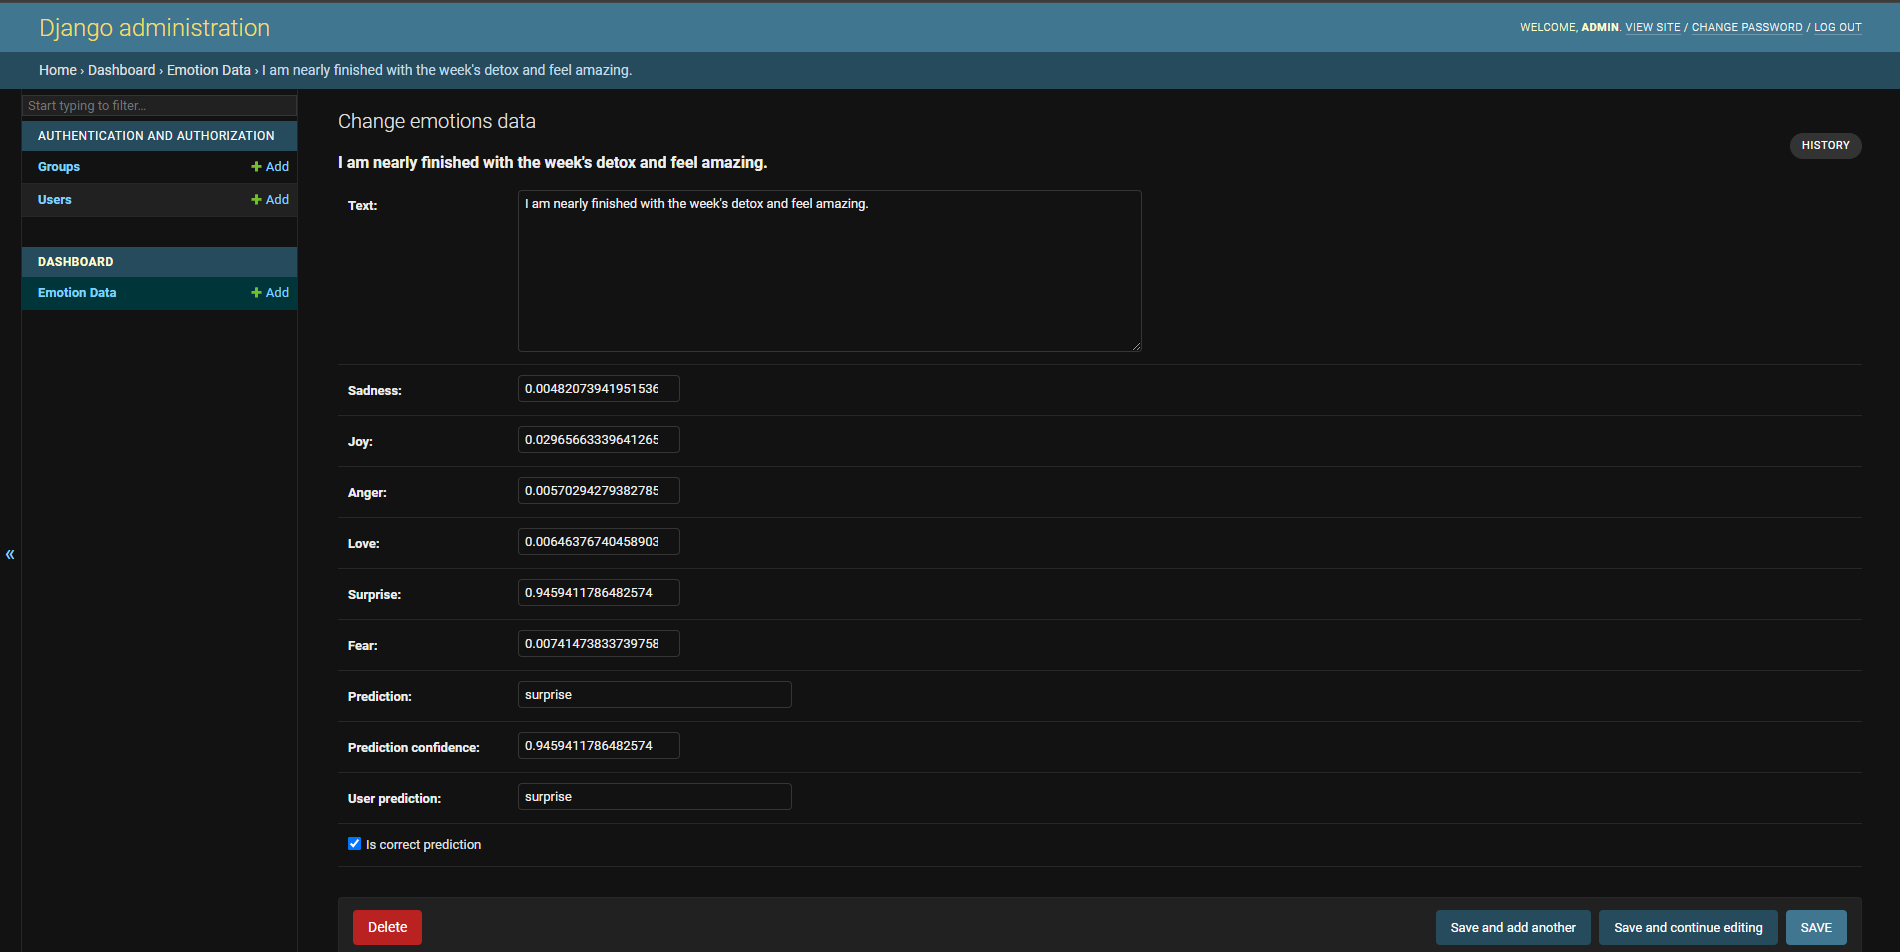 Django administration
WELCOME, ADMIN. VIEW SITE / CHANGE PASSWORD / LOG OUT
Home › Dashboard › Emotion Data › I am nearly finished with the week's detox and feel amazing.
Start typing to filter...
AUTHENTICATION AND AUTHORIZATION
Groups + Add
Users + Add
DASHBOARD
Emotion Data + Add
«
Change emotions data
HISTORY
I am nearly finished with the week's detox and feel amazing.
Text: I am nearly finished with the week's detox and feel amazing.
Sadness: 0.00482073941951536
Joy: 0.02965663339641265
Anger: 0.00570294279382785
Love: 0.00646376740458903
Surprise: 0.9459411786482574
Fear: 0.00741473833739758
Prediction: surprise
Prediction confidence: 0.9459411786482574
User prediction: surprise
Is correct prediction
Delete
Save and add another
Save and continue editing
SAVE